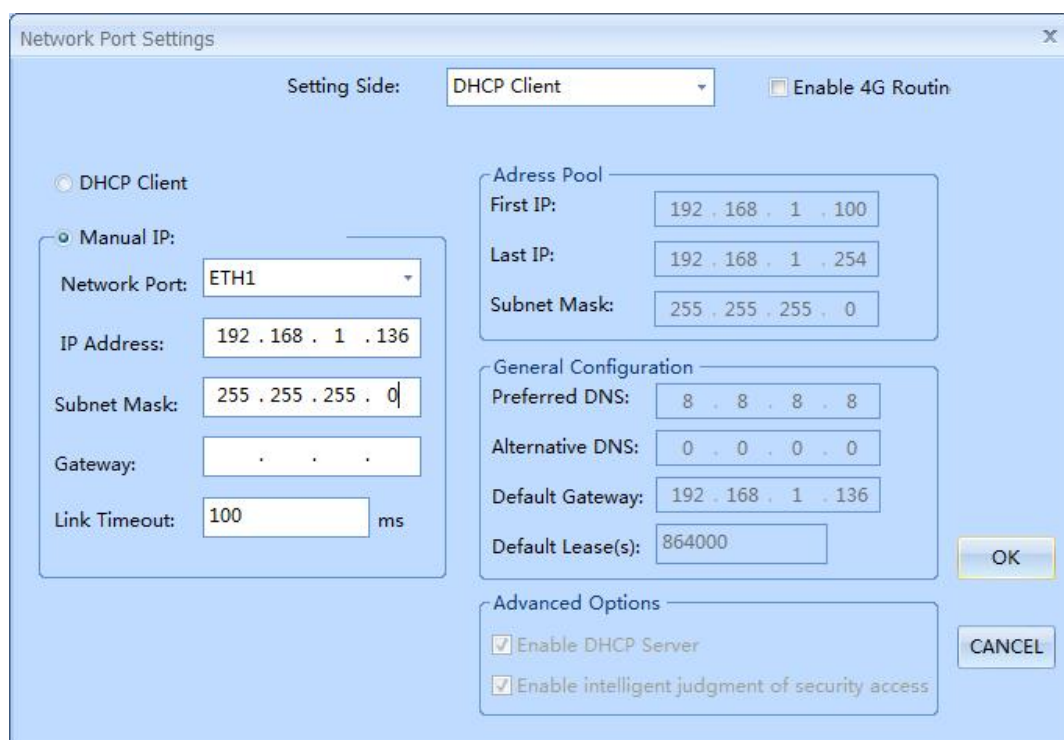 Network Port Settings x
Setting Side: DHCP Client Enable 4G Routin
DHCP Client
Manual IP:
Network Port: ETH1
IP Address: 192 . 168 . 1 . 136
Subnet Mask: 255 . 255 . 255 . 0
Gateway: . . .
Link Timeout: 100 ms
Adress Pool
First IP: 192 . 168 . 1 . 100
Last IP: 192 . 168 . 1 . 254
Subnet Mask: 255 . 255 . 255 . 0
General Configuration
Preferred DNS: 8 . 8 . 8 . 8
Alternative DNS: 0 . 0 . 0 . 0
Default Gateway: 192 . 168 . 1 . 136
Default Lease(s): 864000
Advanced Options
Enable DHCP Server
Enable intelligent judgment of security access
OK
CANCEL